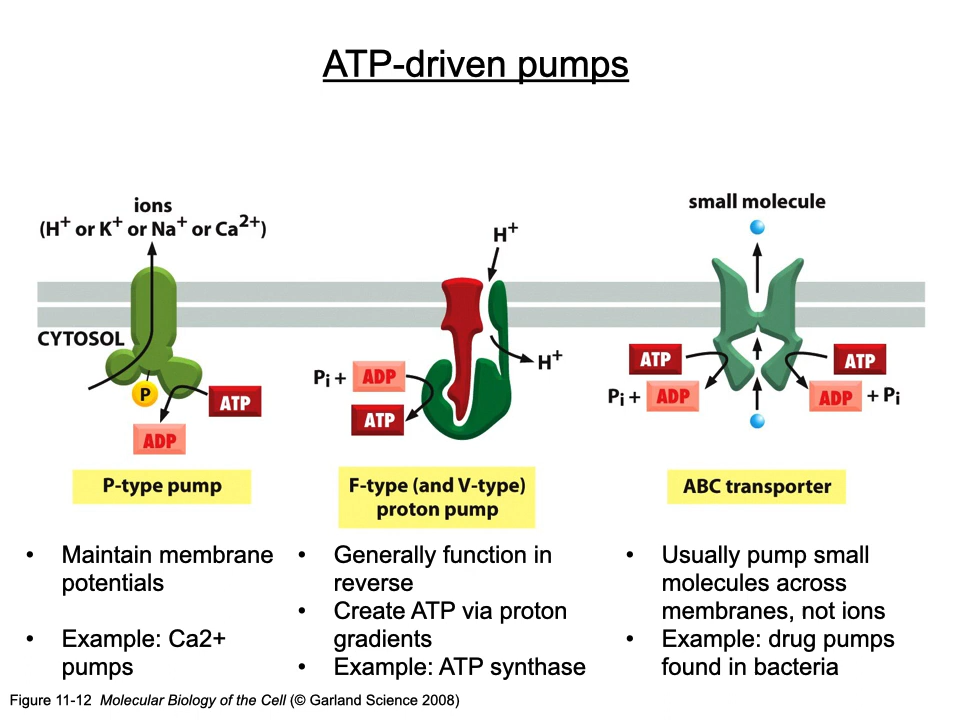 ATP-driven pumps
ions
(H+ or K+ or Na+ or Ca2+)
CYTOSOL
P
ATP
ADP
P-type pump
H+
H+
Pi + ADP
ATP
F-type (and V-type)
proton pump
small molecule
ATP
Pi + ADP
ATP
ADP + Pi
ABC transporter
• Maintain membrane
potentials
• Example: Ca2+
pumps
• Generally function in
reverse
• Create ATP via proton
gradients
• Example: ATP synthase
• Usually pump small
molecules across
membranes, not ions
• Example: drug pumps
found in bacteria
Figure 11-12 Molecular Biology of the Cell (© Garland Science 2008)